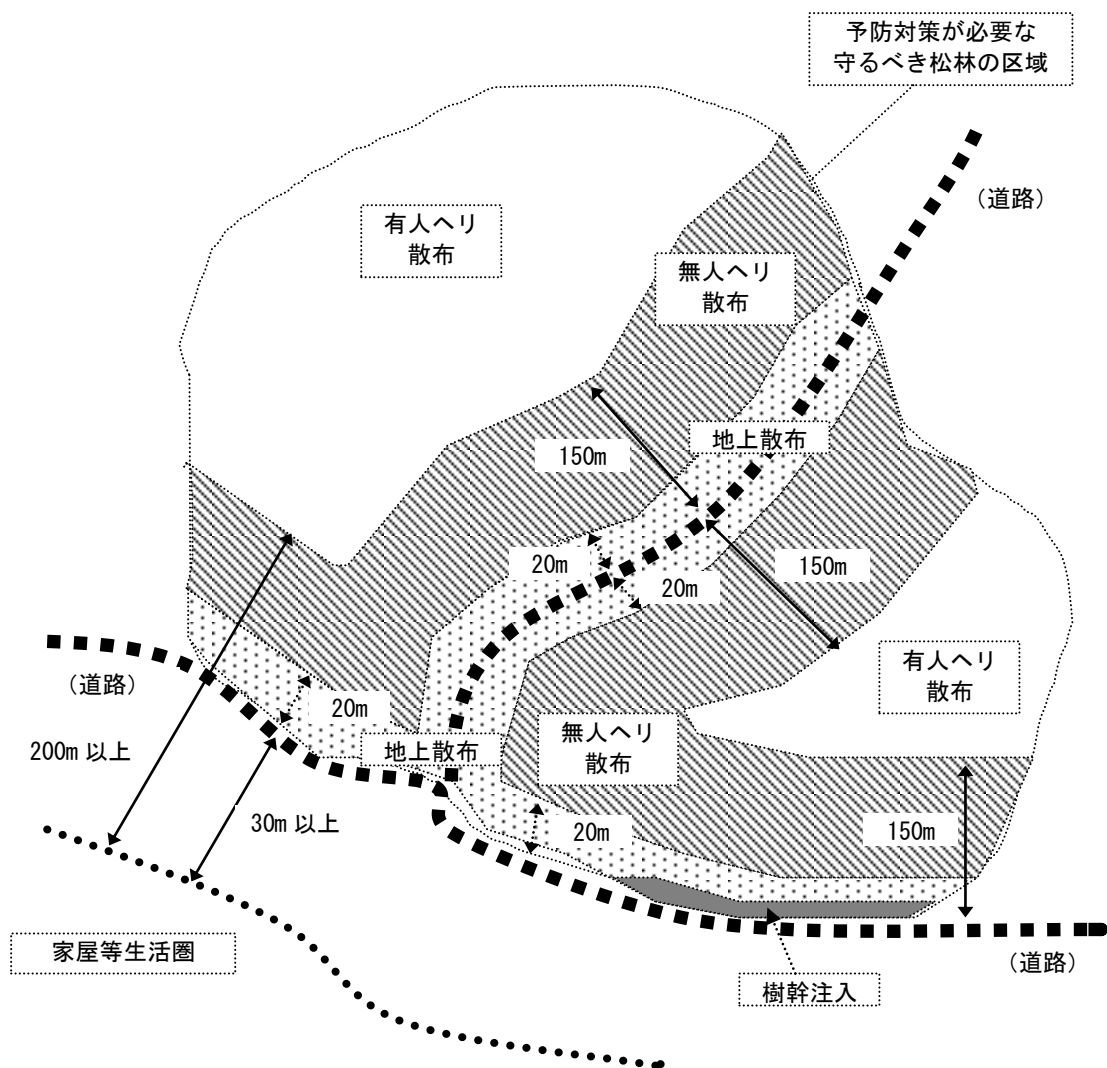 予防対策が必要な
守るべき松林の区域
(道路)
有人ヘリ
散布
無人ヘリ
散布
地上散布
150m
20m
20m
150m
有人ヘリ
散布
(道路)
20m
無人ヘリ
散布
地上散布
200m 以上
30m 以上
20m
150m
家屋等生活圏
(道路)
樹幹注入